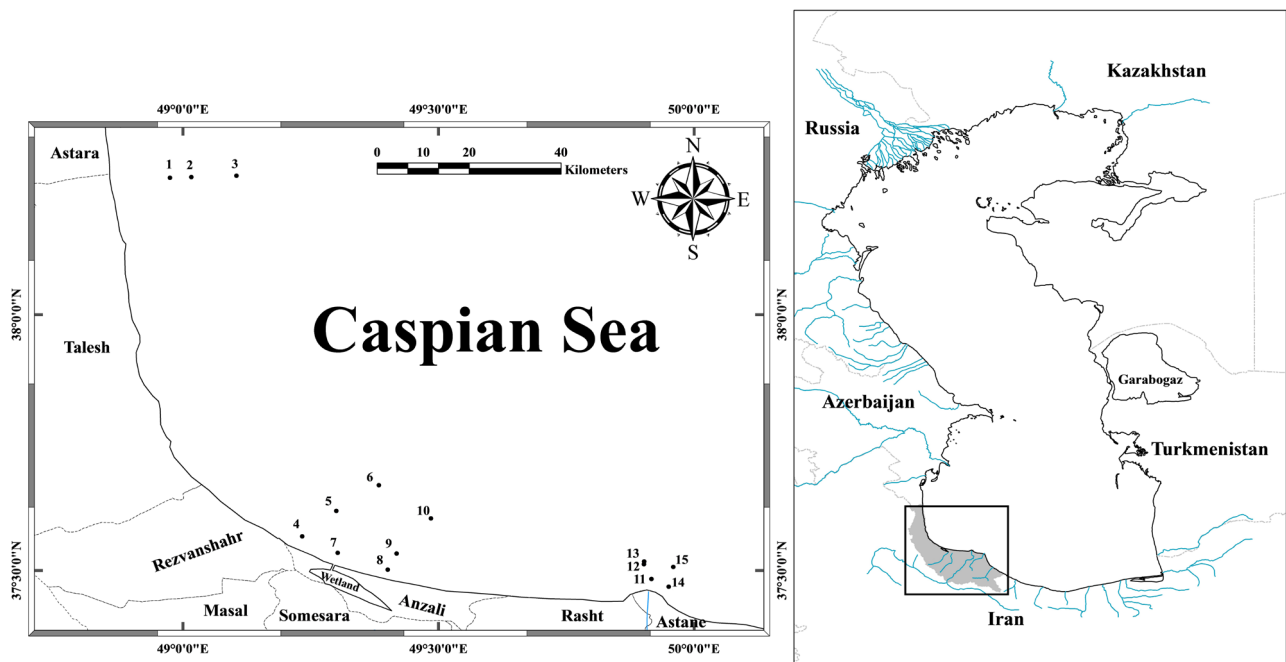 49°0'0"E
49°30'0"E
50°0'0"E
Astara
1
2
3
0
10
20
40
Kilometers
N
W
E
S
38°0'0"N
38°0'0"N
Caspian Sea
Talesh
6
5
10
4
9
7
8
13
12
15
11
14
Rezvanshahr
Wetland
37°30'0"N
37°30'0"N
Masal
Somesara
Anzali
Rasht
Astane
49°0'0"E
49°30'0"E
50°0'0"E
Kazakhstan
Russia
Garabogaz
Azerbaijan
Turkmenistan
Iran